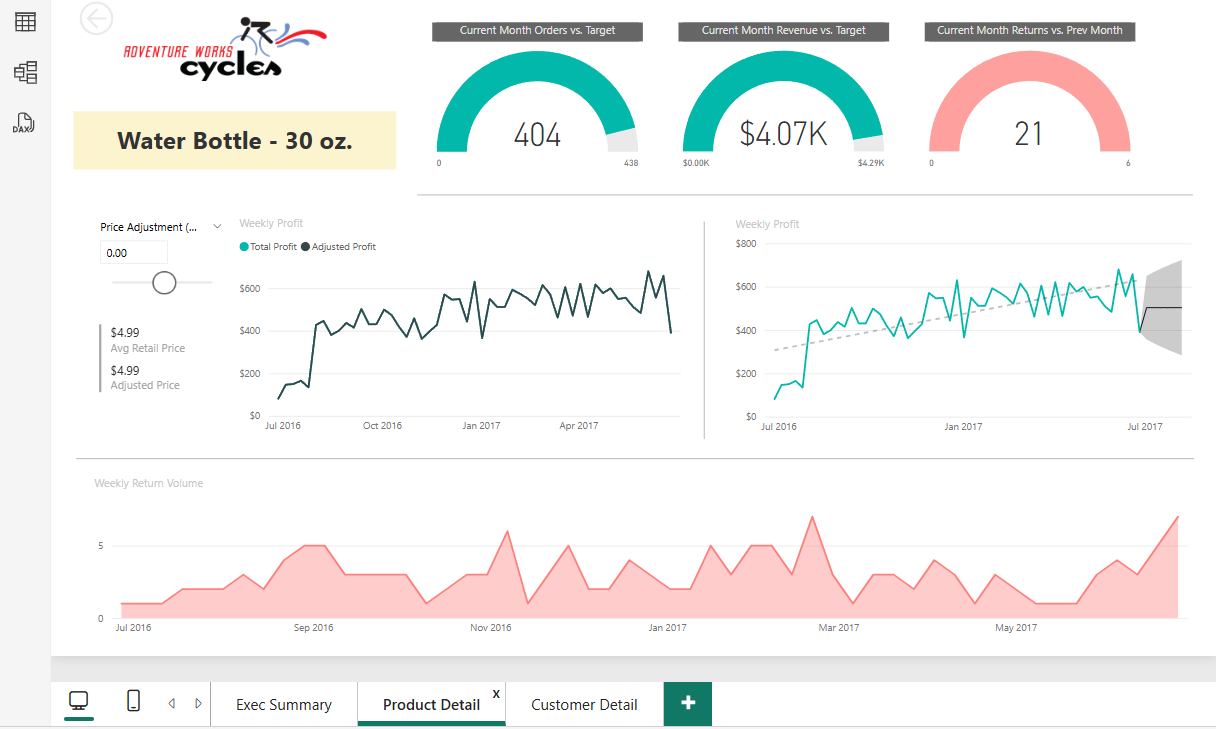 ADVENTURE WORKS
cycles
Water Bottle - 30 oz.
Current Month Orders vs. Target
404
0
438
Current Month Revenue vs. Target
$4.07K
$0.00K
$4.29K
Current Month Returns vs. Prev Month
21
0
6
DAX
Price Adjustment (...
0.00
$4.99
Avg Retail Price
$4.99
Adjusted Price
Weekly Profit
Total Profit Adjusted Profit
$600
$400
$200
$0
Jul 2016 Oct 2016 Jan 2017 Apr 2017
Weekly Profit
$800
$600
$400
$200
$0
Jul 2016 Jan 2017 Jul 2017
Weekly Return Volume
5
0
Jul 2016 Sep 2016 Nov 2016 Jan 2017 Mar 2017 May 2017
Exec Summary
Product Detail x
Customer Detail
+